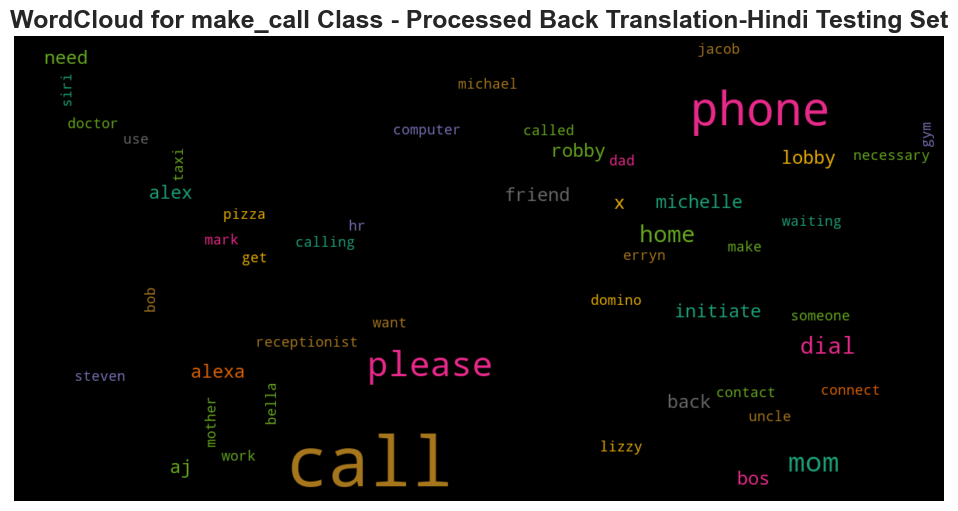 WordCloud for make_call Class - Processed Back Translation-Hindi Testing Set
jacob
need
siri
michael
phone
doctor
use
computer
called
gym
robby
taxi
dad
lobby
necessary
alex
friend
x
michelle
pizza
waiting
hr
mark
calling
home
make
get
erryn
bob
domino
initiate
someone
want
receptionist
dial
please
alexa
steven
bella
back
contact
connect
mother
uncle
lizzy
work
aj
call
mom
bos